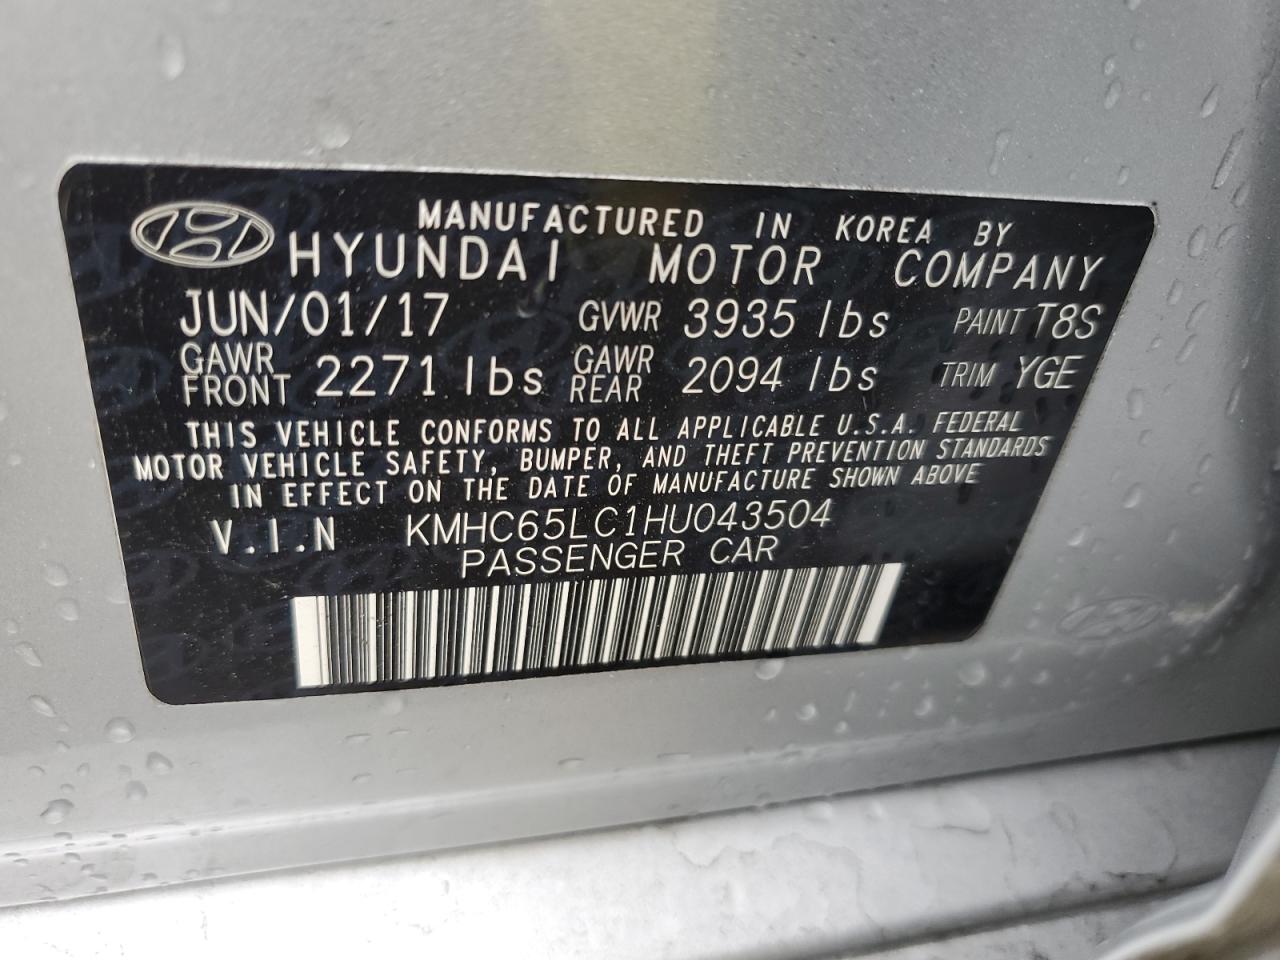 MANUFACTURED IN KOREA BY
HYUNDAI MOTOR COMPANY
JUN/01/17 GVWR 3935 lbs PAINT T8S
GAWR FRONT 2271 lbs GAWR REAR 2094 lbs TRIM YGE
THIS VEHICLE CONFORMS TO ALL APPLICABLE U.S.A. FEDERAL
MOTOR VEHICLE SAFETY, BUMPER, AND THEFT PREVENTION STANDARDS
IN EFFECT ON THE DATE OF MANUFACTURE SHOWN ABOVE
V.I.N KMHC65LC1HU043504
PASSENGER CAR